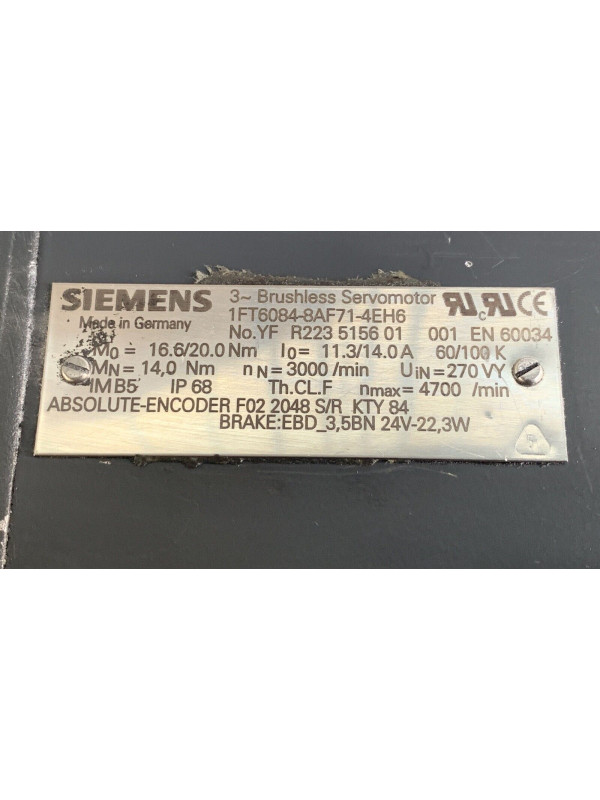 SIEMENS 3~ Brushless Servomotor
1FT6084-8AF71-4EH6
Made in Germany No.YF R223 5156 01 001 EN 60034
M0 = 16.6/20.0 Nm I0 = 11.3/14.0 A 60/100 K
MN = 14,0 Nm nN = 3000 /min UiN = 270 VY
IMB5 IP 68 Th.CL.F nmax = 4700 /min
ABSOLUTE-ENCODER F02 2048 S/R KTY 84
BRAKE:EBD_3,5BN 24V-22,3W